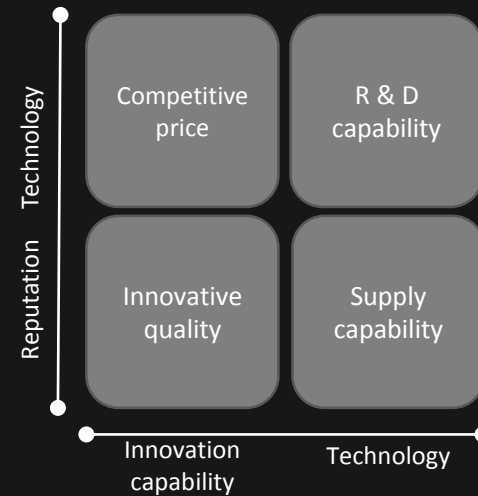 Technology
Reputation
Competitive
price
R & D
capability
Innovative
quality
Supply
capability
Innovation
capability
Technology